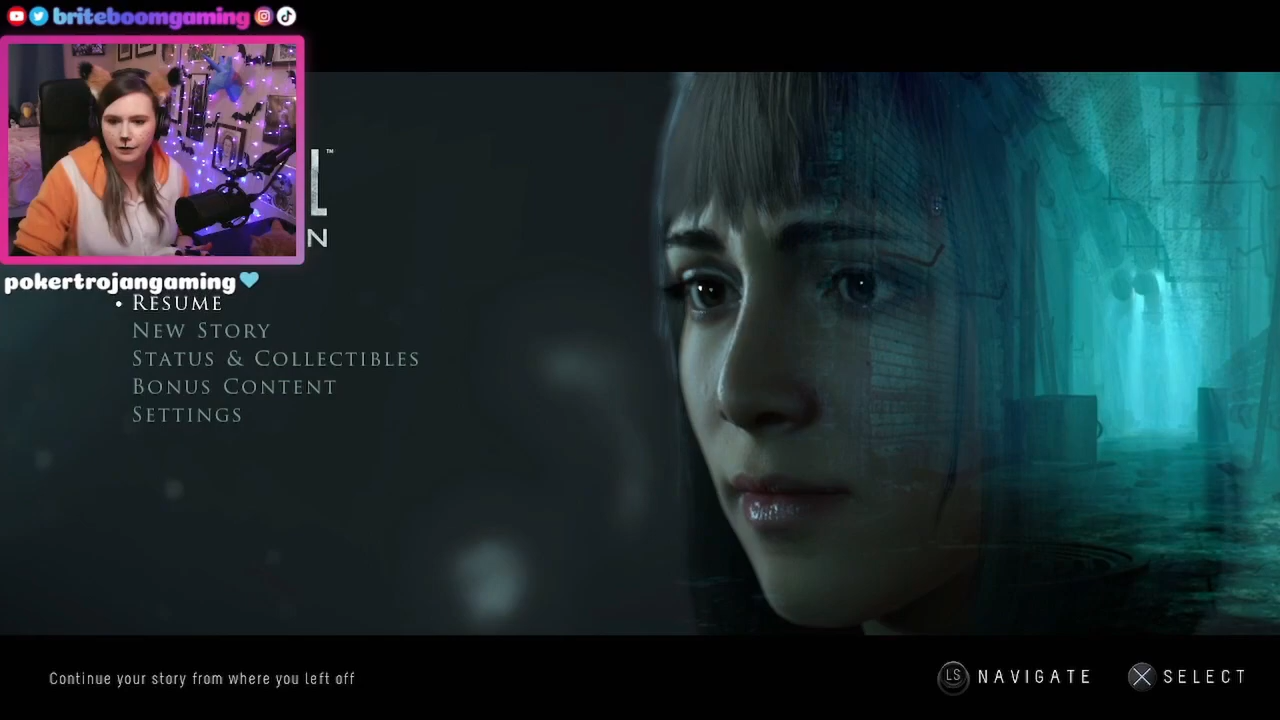 briteboomgaming
L™
N
pokertrojangaming
• RESUME
NEW STORY
STATUS & COLLECTIBLES
BONUS CONTENT
SETTINGS
Continue your story from where you left off
LS NAVIGATE
SELECT